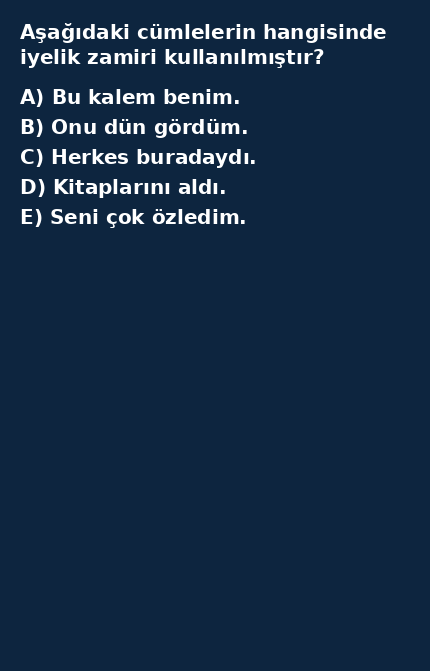 Aşağıdaki cümlelerin hangisinde
iyelik zamiri kullanılmıştır?
A) Bu kalem benim.
B) Onu dün gördüm.
C) Herkes buradaydı.
D) Kitaplarını aldı.
E) Seni çok özledim.